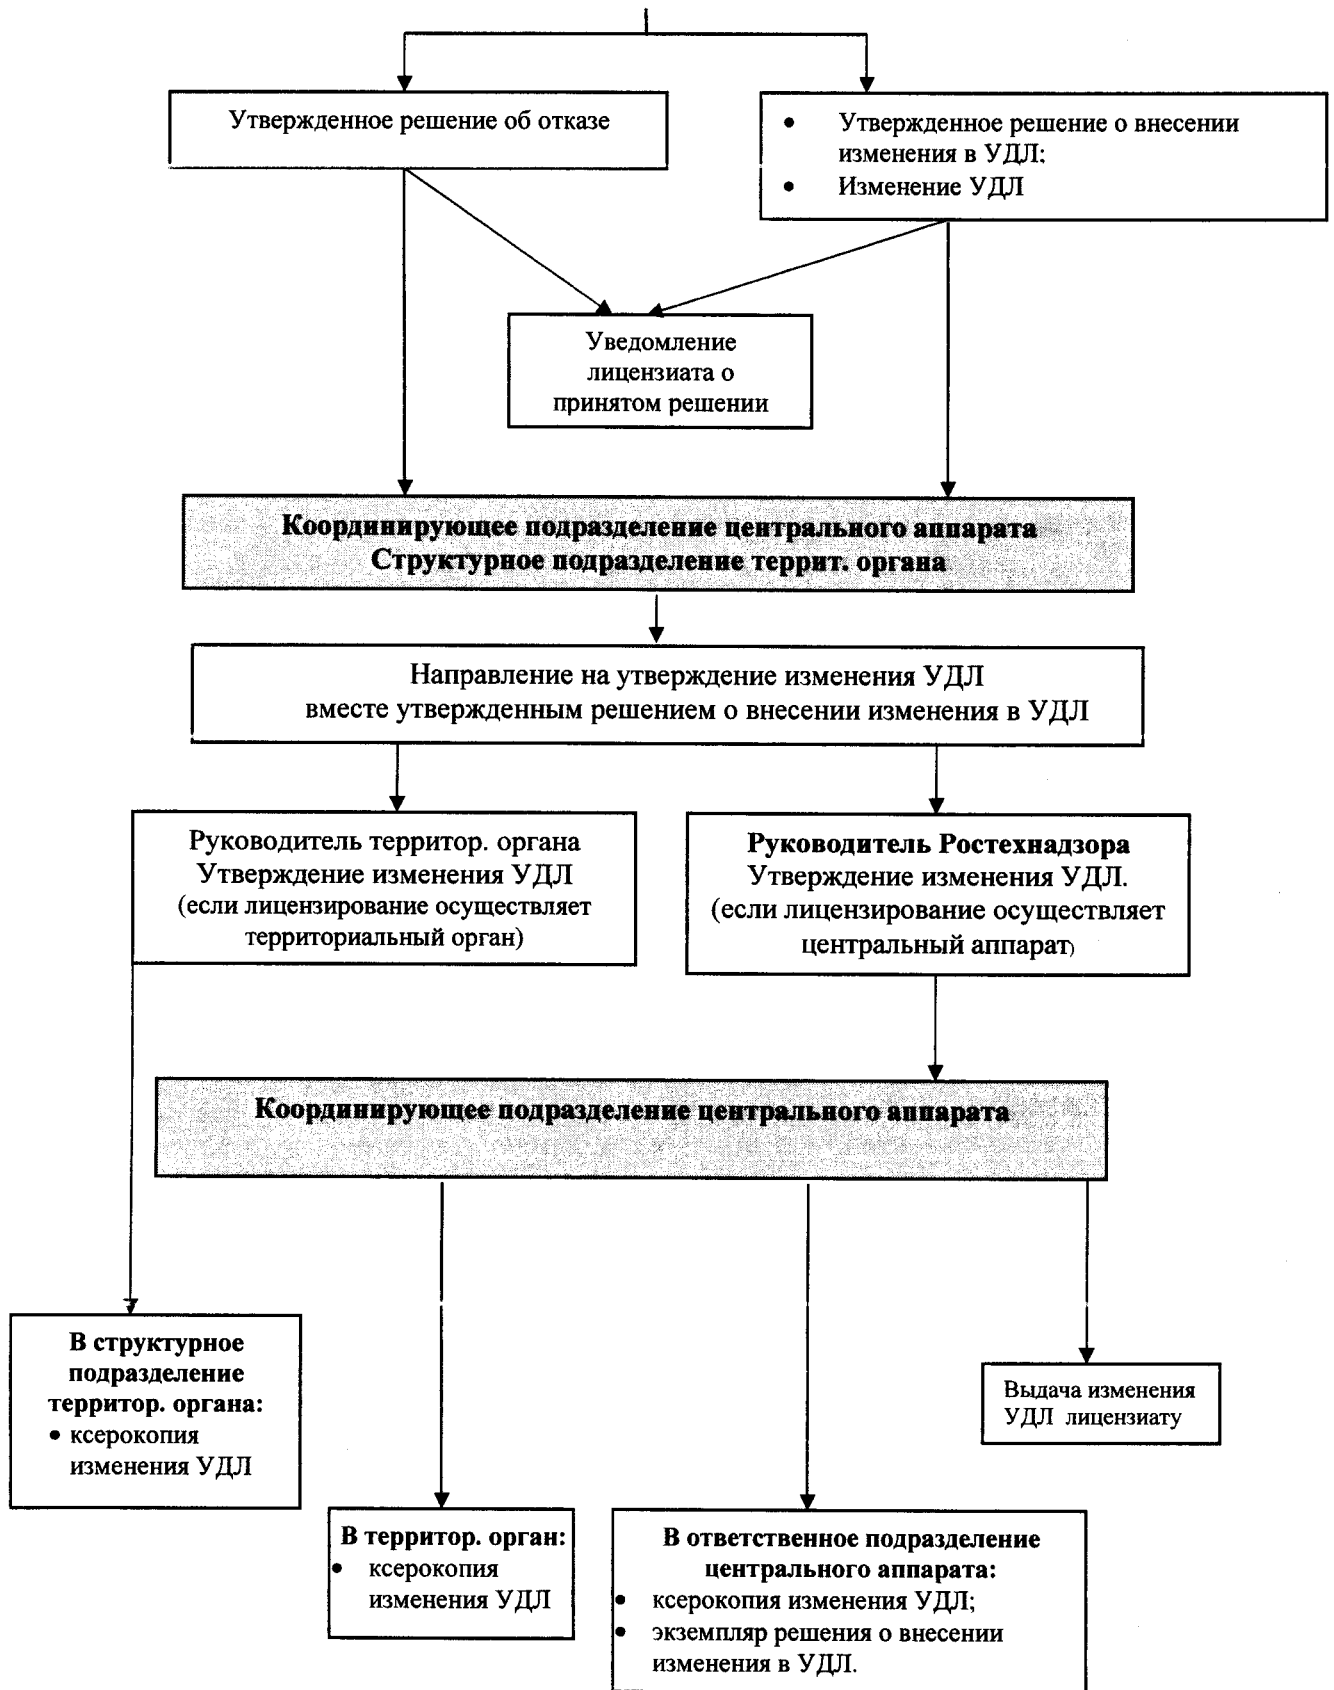 Утвержденное решение об отказе
• Утвержденное решение о внесении
изменения в УДЛ;
• Изменение УДЛ
Уведомление
лицензиата о
принятом решении
Координирующее подразделение центрального аппарата
Структурное подразделение террит. органа
Направление на утверждение изменения УДЛ
вместе утвержденным решением о внесении изменения в УДЛ
Руководитель территор. органа
Утверждение изменения УДЛ
(если лицензирование осуществляет
территориальный орган)
Руководитель Ростехнадзора
Утверждение изменения УДЛ.
(если лицензирование осуществляет
центральный аппарат)
Координирующее подразделение центрального аппарата
В структурное
подразделение
территор. органа:
• ксерокопия
изменения УДЛ
Выдача изменения
УДЛ лицензиату
В территор. орган:
• ксерокопия
изменения УДЛ
В ответственное подразделение
центрального аппарата:
• ксерокопия изменения УДЛ;
• экземпляр решения о внесении
изменения в УДЛ.